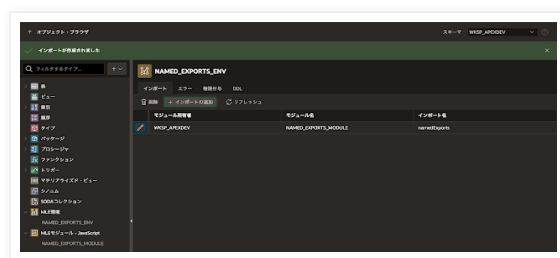 オブジェクト・ブラウザ
スキーマ WKSP_APEXDEV
インポートが作成されました
フィルタするタイプ...
NAMED_EXPORTS_ENV
インポート エラー 権限付与 DDL
削除 + インポートの追加 リフレッシュ
モジュール所有者 モジュール名 インポート名
WKSP_APEXDEV NAMED_EXPORTS_MODULE namedExports
表
ビュー
索引
順序
タイプ
パッケージ
プロシージャ
ファンクション
トリガー
マテリアライズド・ビュー
シノニム
SODAコレクション
MLE環境
NAMED_EXPORTS_ENV
MLEモジュール - JavaScript
NAMED_EXPORTS_MODULE